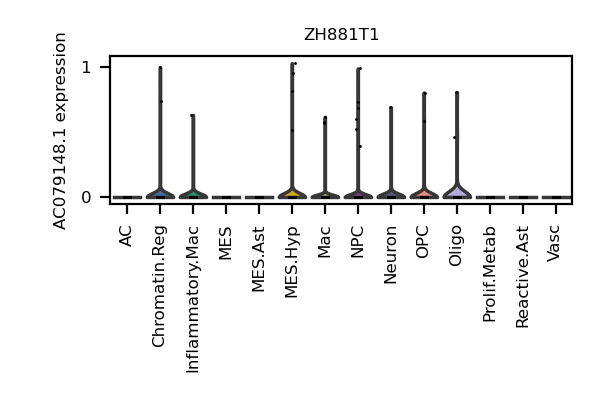 ZH881T1
AC079148.1 expression
1
0
AC
Chromatin.Reg
Inflammatory.Mac
MES
MES.Ast
MES.Hyp
Mac
NPC
Neuron
OPC
Oligo
Prolif.Metab
Reactive.Ast
Vasc